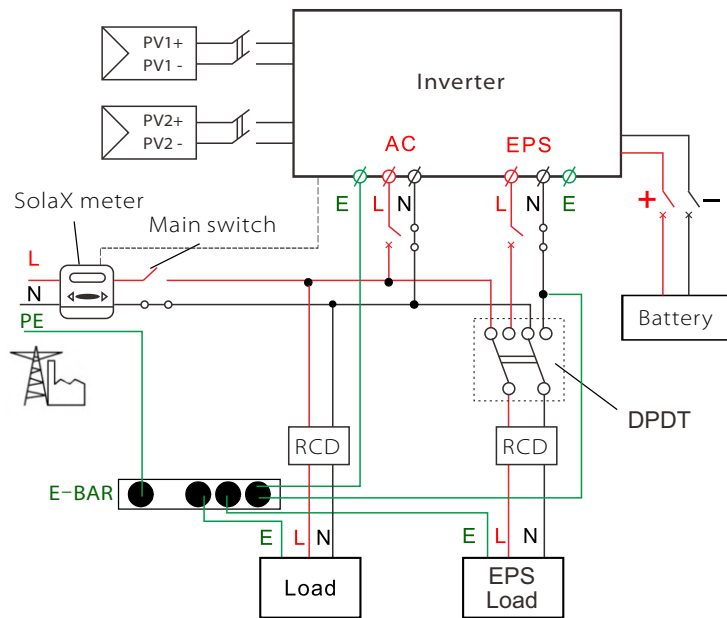 PV1+
PV1 -
PV2+
PV2 -
Inverter
AC
EPS
E
L
N
L
N
E
SolaX meter
Main switch
+
−
L
N
PE
Battery
DPDT
RCD
RCD
E-BAR
E
L
N
E
L
N
Load
EPS
Load